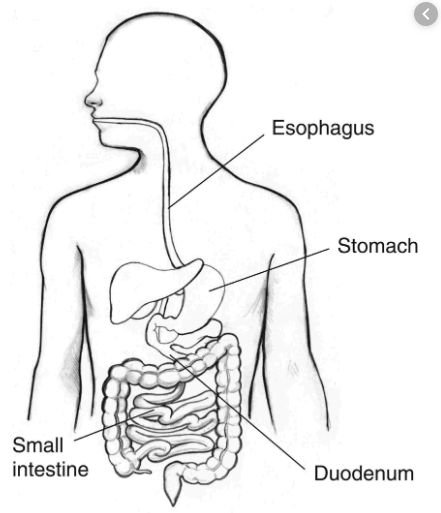 Esophagus
Stomach
Small
intestine
Duodenum